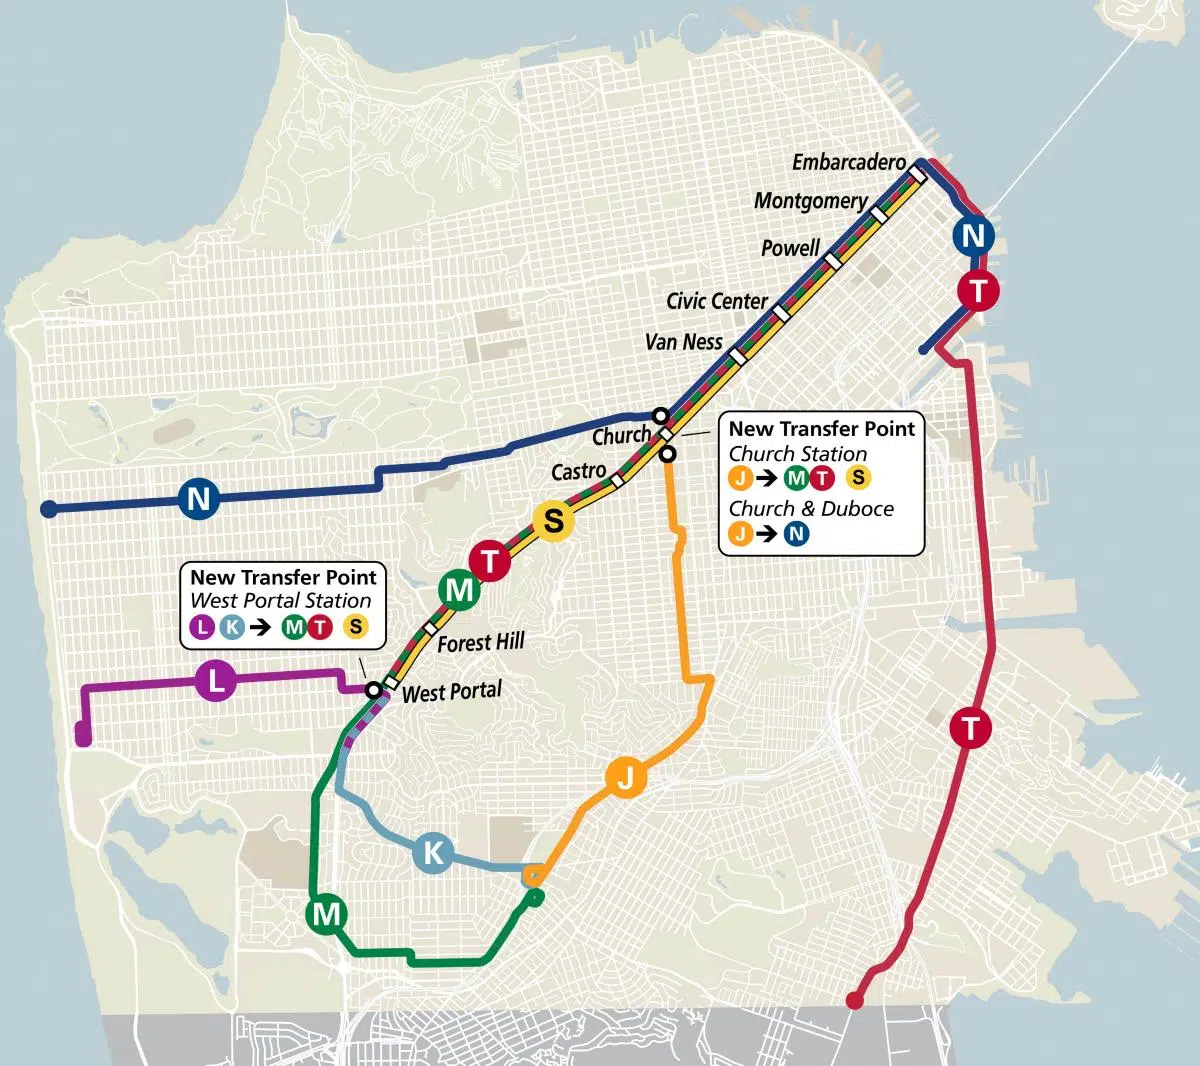 Embarcadero
Montgomery
N
Powell
T
Civic Center
Van Ness
Church
New Transfer Point
Church Station
J → M T S
Church & Duboce
J → N
Castro
N
S
T
M
New Transfer Point
West Portal Station
L K → M T S
Forest Hill
L
West Portal
T
J
K
M